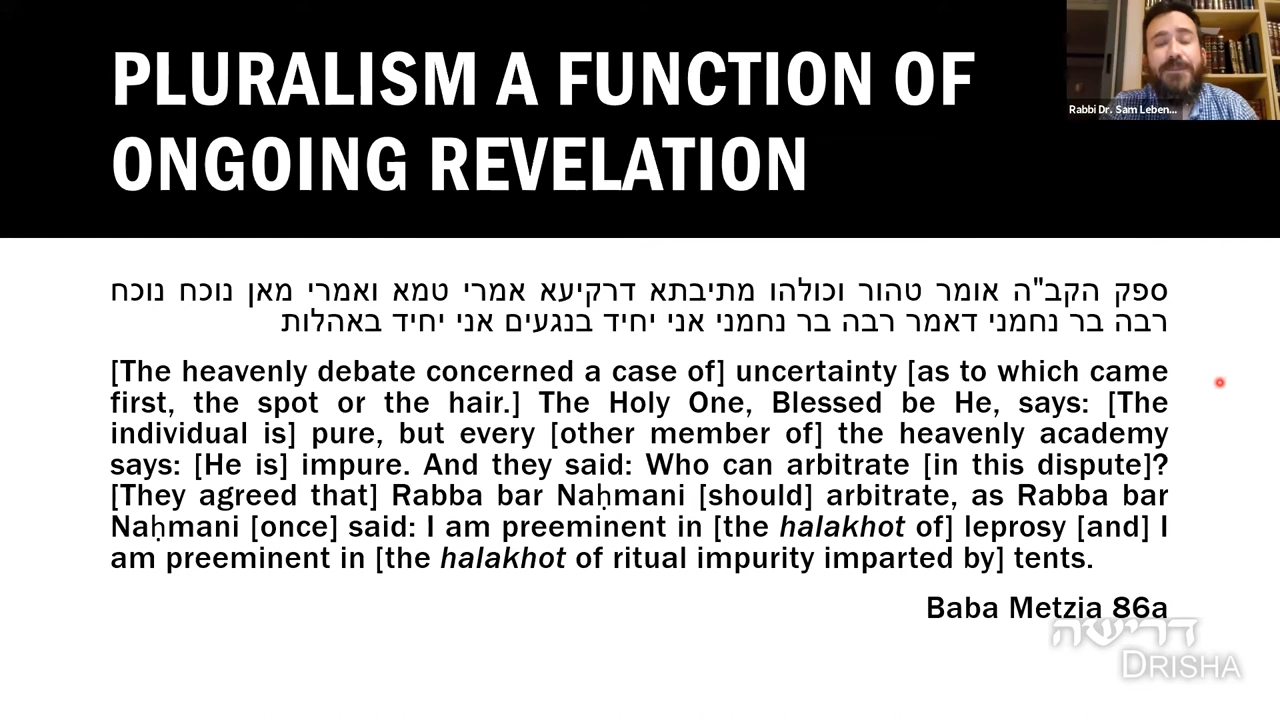 PLURALISM A FUNCTION OF
ONGOING REVELATION
Rabbi Dr. Sam Leben...
ספק הקב"ה אומר טהור וכולהו מתיבתא דרקיעא אמרי טמא ואמרי מאן נוכח נוכח
רבה בר נחמני דאמר רבה בר נחמני אני יחיד בנגעים אני יחיד באהלות
[The heavenly debate concerned a case of] uncertainty [as to which came
first, the spot or the hair.] The Holy One, Blessed be He, says: [The
individual is] pure, but every [other member of] the heavenly academy
says: [He is] impure. And they said: Who can arbitrate [in this dispute]?
[They agreed that] Rabba bar Naḥmani [should] arbitrate, as Rabba bar
Naḥmani [once] said: I am preeminent in [the halakhot of] leprosy [and] I
am preeminent in [the halakhot of ritual impurity imparted by] tents.
Baba Metzia 86a
דרישה
DRISHA